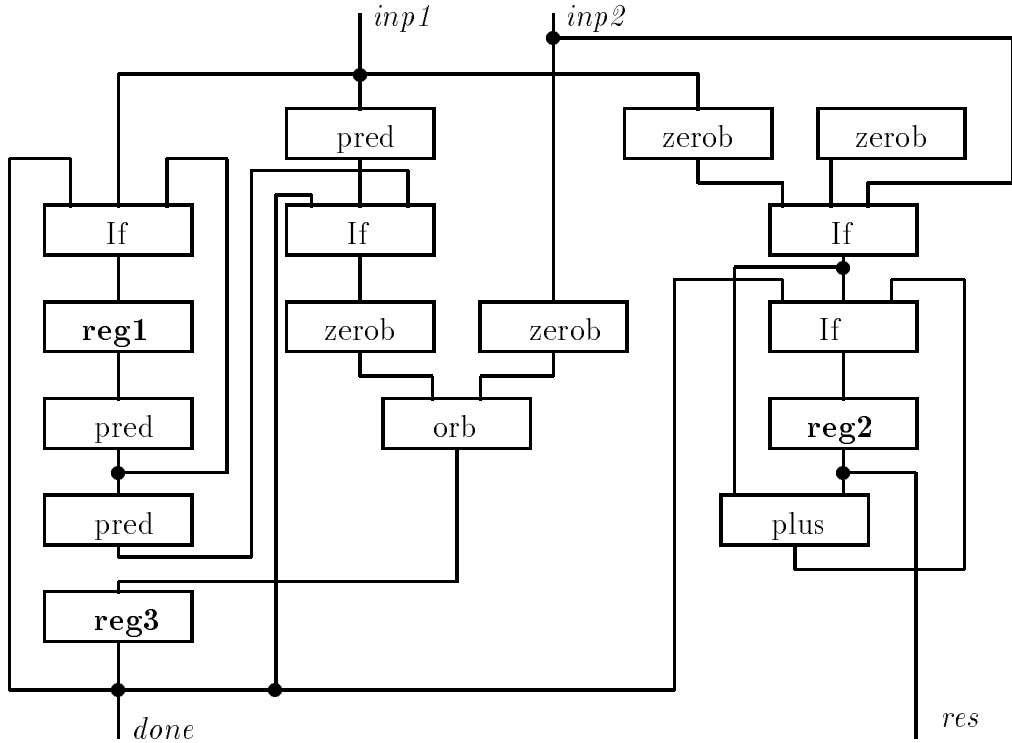 inp1 inp2
pred zerob zerob
If If If
reg1 zerob zerob If
pred orb reg2
pred plus
reg3
done res